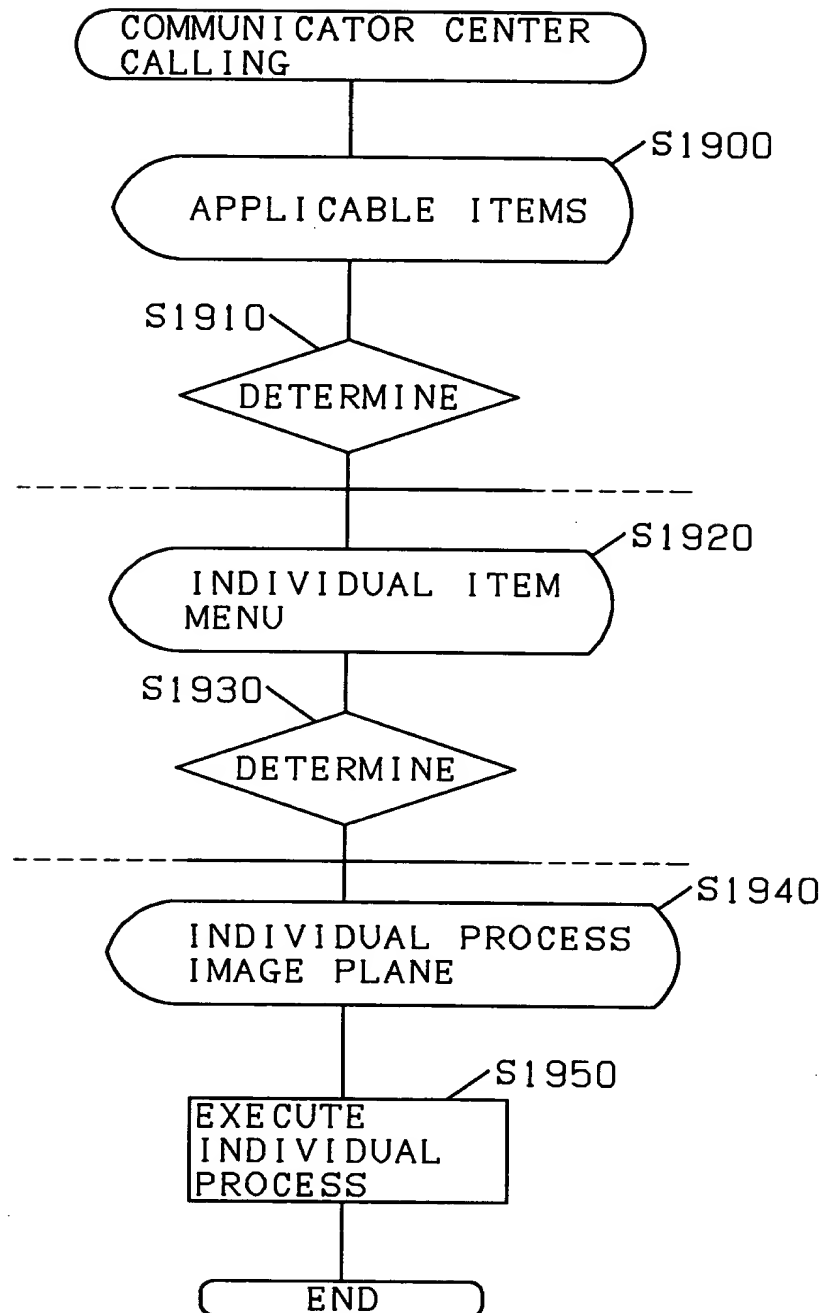 COMMUNICATOR CENTER
CALLING
S1900
APPLICABLE ITEMS
S1910
DETERMINE
S1920
INDIVIDUAL ITEM
MENU
S1930
DETERMINE
S1940
INDIVIDUAL PROCESS
IMAGE PLANE
S1950
EXECUTE
INDIVIDUAL
PROCESS
END